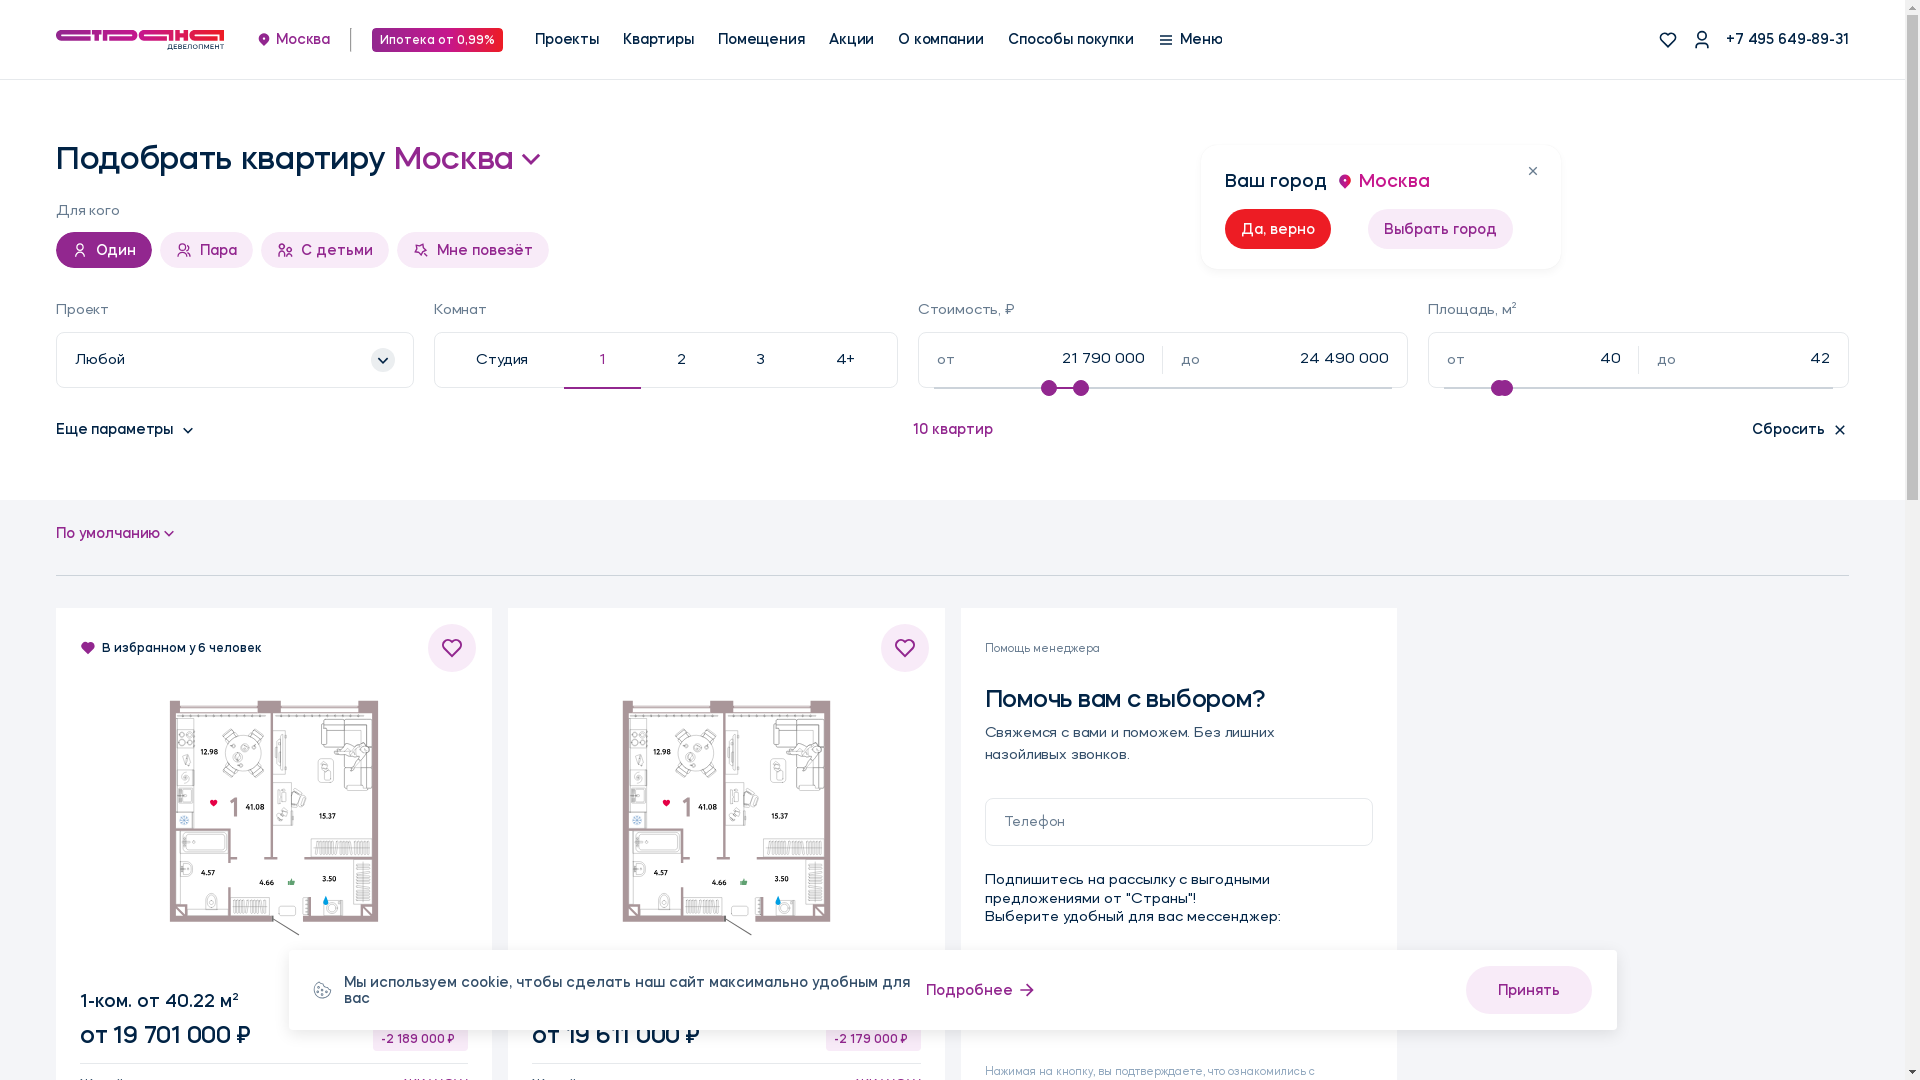 страна
ДЕВЕЛОПМЕНТ
Москва
Ипотека от 0,99%
Проекты
Квартиры
Помещения
Акции
О компании
Способы покупки
Меню
+7 495 649-89-31
Подобрать квартиру Москва
Ваш город Москва
Да, верно
Выбрать город
Для кого
Один
Пара
С детьми
Мне повезёт
Проект
Комнат
Стоимость, ₽
Площадь, м²
Любой
Студия
1
2
3
4+
от 21 790 000
до 24 490 000
от 40
до 42
Еще параметры
10 квартир
Сбросить
По умолчанию
В избранном у 6 человек
12.98
1
41.08
15.37
4.57
4.66
3.50
1-ком. от 40.22 м²
от 19 701 000 ₽
-2 189 000 ₽
12.98
1
41.08
15.37
4.57
4.66
3.50
от 19 611 000 ₽
-2 179 000 ₽
Помощь менеджера
Помочь вам с выбором?
Свяжемся с вами и поможем. Без лишних
назойливых звонков.
Телефон
Подпишитесь на рассылку с выгодными
предложениями от "Страны"!
Выберите удобный для вас мессенджер:
Нажимая на кнопку, вы подтверждаете, что ознакомились с
Мы используем cookie, чтобы сделать наш сайт максимально удобным для
вас
Подробнее
Принять